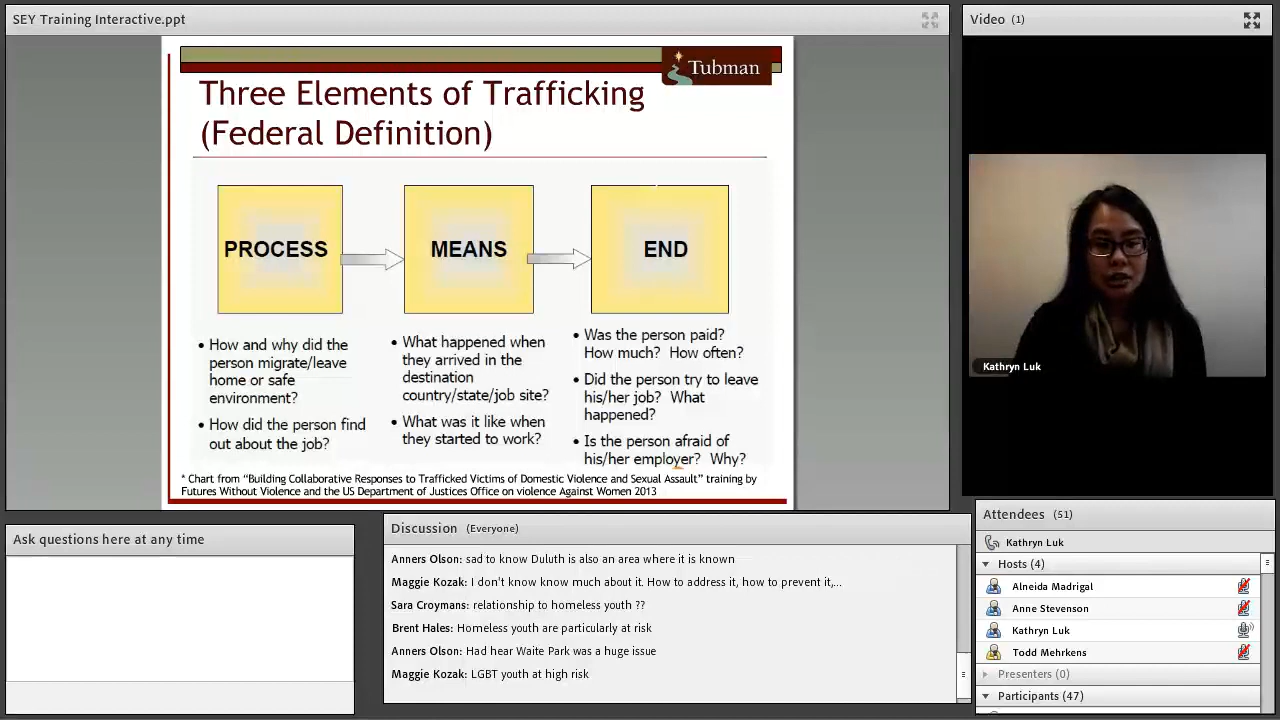 SEY Training Interactive.ppt
Tubman
Three Elements of Trafficking
(Federal Definition)
PROCESS
MEANS
END
• How and why did the
person migrate/leave
home or safe
environment?
• How did the person find
out about the job?
• What happened when
they arrived in the
destination
country/state/job site?
• What was it like when
they started to work?
• Was the person paid?
How much? How often?
• Did the person try to leave
his/her job? What
happened?
• Is the person afraid of
his/her employer? Why?
* Chart from “Building Collaborative Responses to Trafficked Victims of Domestic Violence and Sexual Assault” training by
Futures Without Violence and the US Department of Justices Office on violence Against Women 2013
Video (1)
Kathryn Luk
Ask questions here at any time
Discussion (Everyone)
Anners Olson: sad to know Duluth is also an area where it is known
Maggie Kozak: I don't know know much about it. How to address it, how to prevent it,...
Sara Croymans: relationship to homeless youth ??
Brent Hales: Homeless youth are particularly at risk
Anners Olson: Had hear Waite Park was a huge issue
Maggie Kozak: LGBT youth at high risk
Attendees (51)
Kathryn Luk
Hosts (4)
Alneida Madrigal
Anne Stevenson
Kathryn Luk
Todd Mehrkens
Presenters (0)
Participants (47)